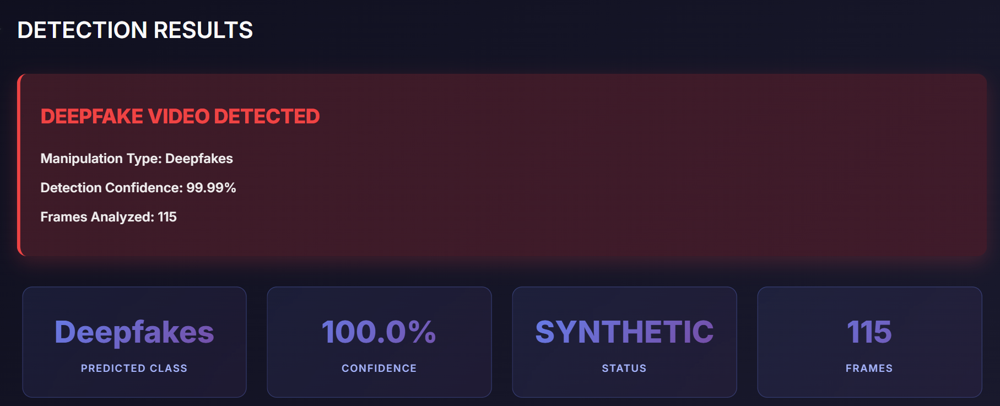 DETECTION RESULTS
DEEPFAKE VIDEO DETECTED
Manipulation Type: Deepfakes
Detection Confidence: 99.99%
Frames Analyzed: 115
Deepfakes
PREDICTED CLASS
100.0%
CONFIDENCE
SYNTHETIC
STATUS
115
FRAMES